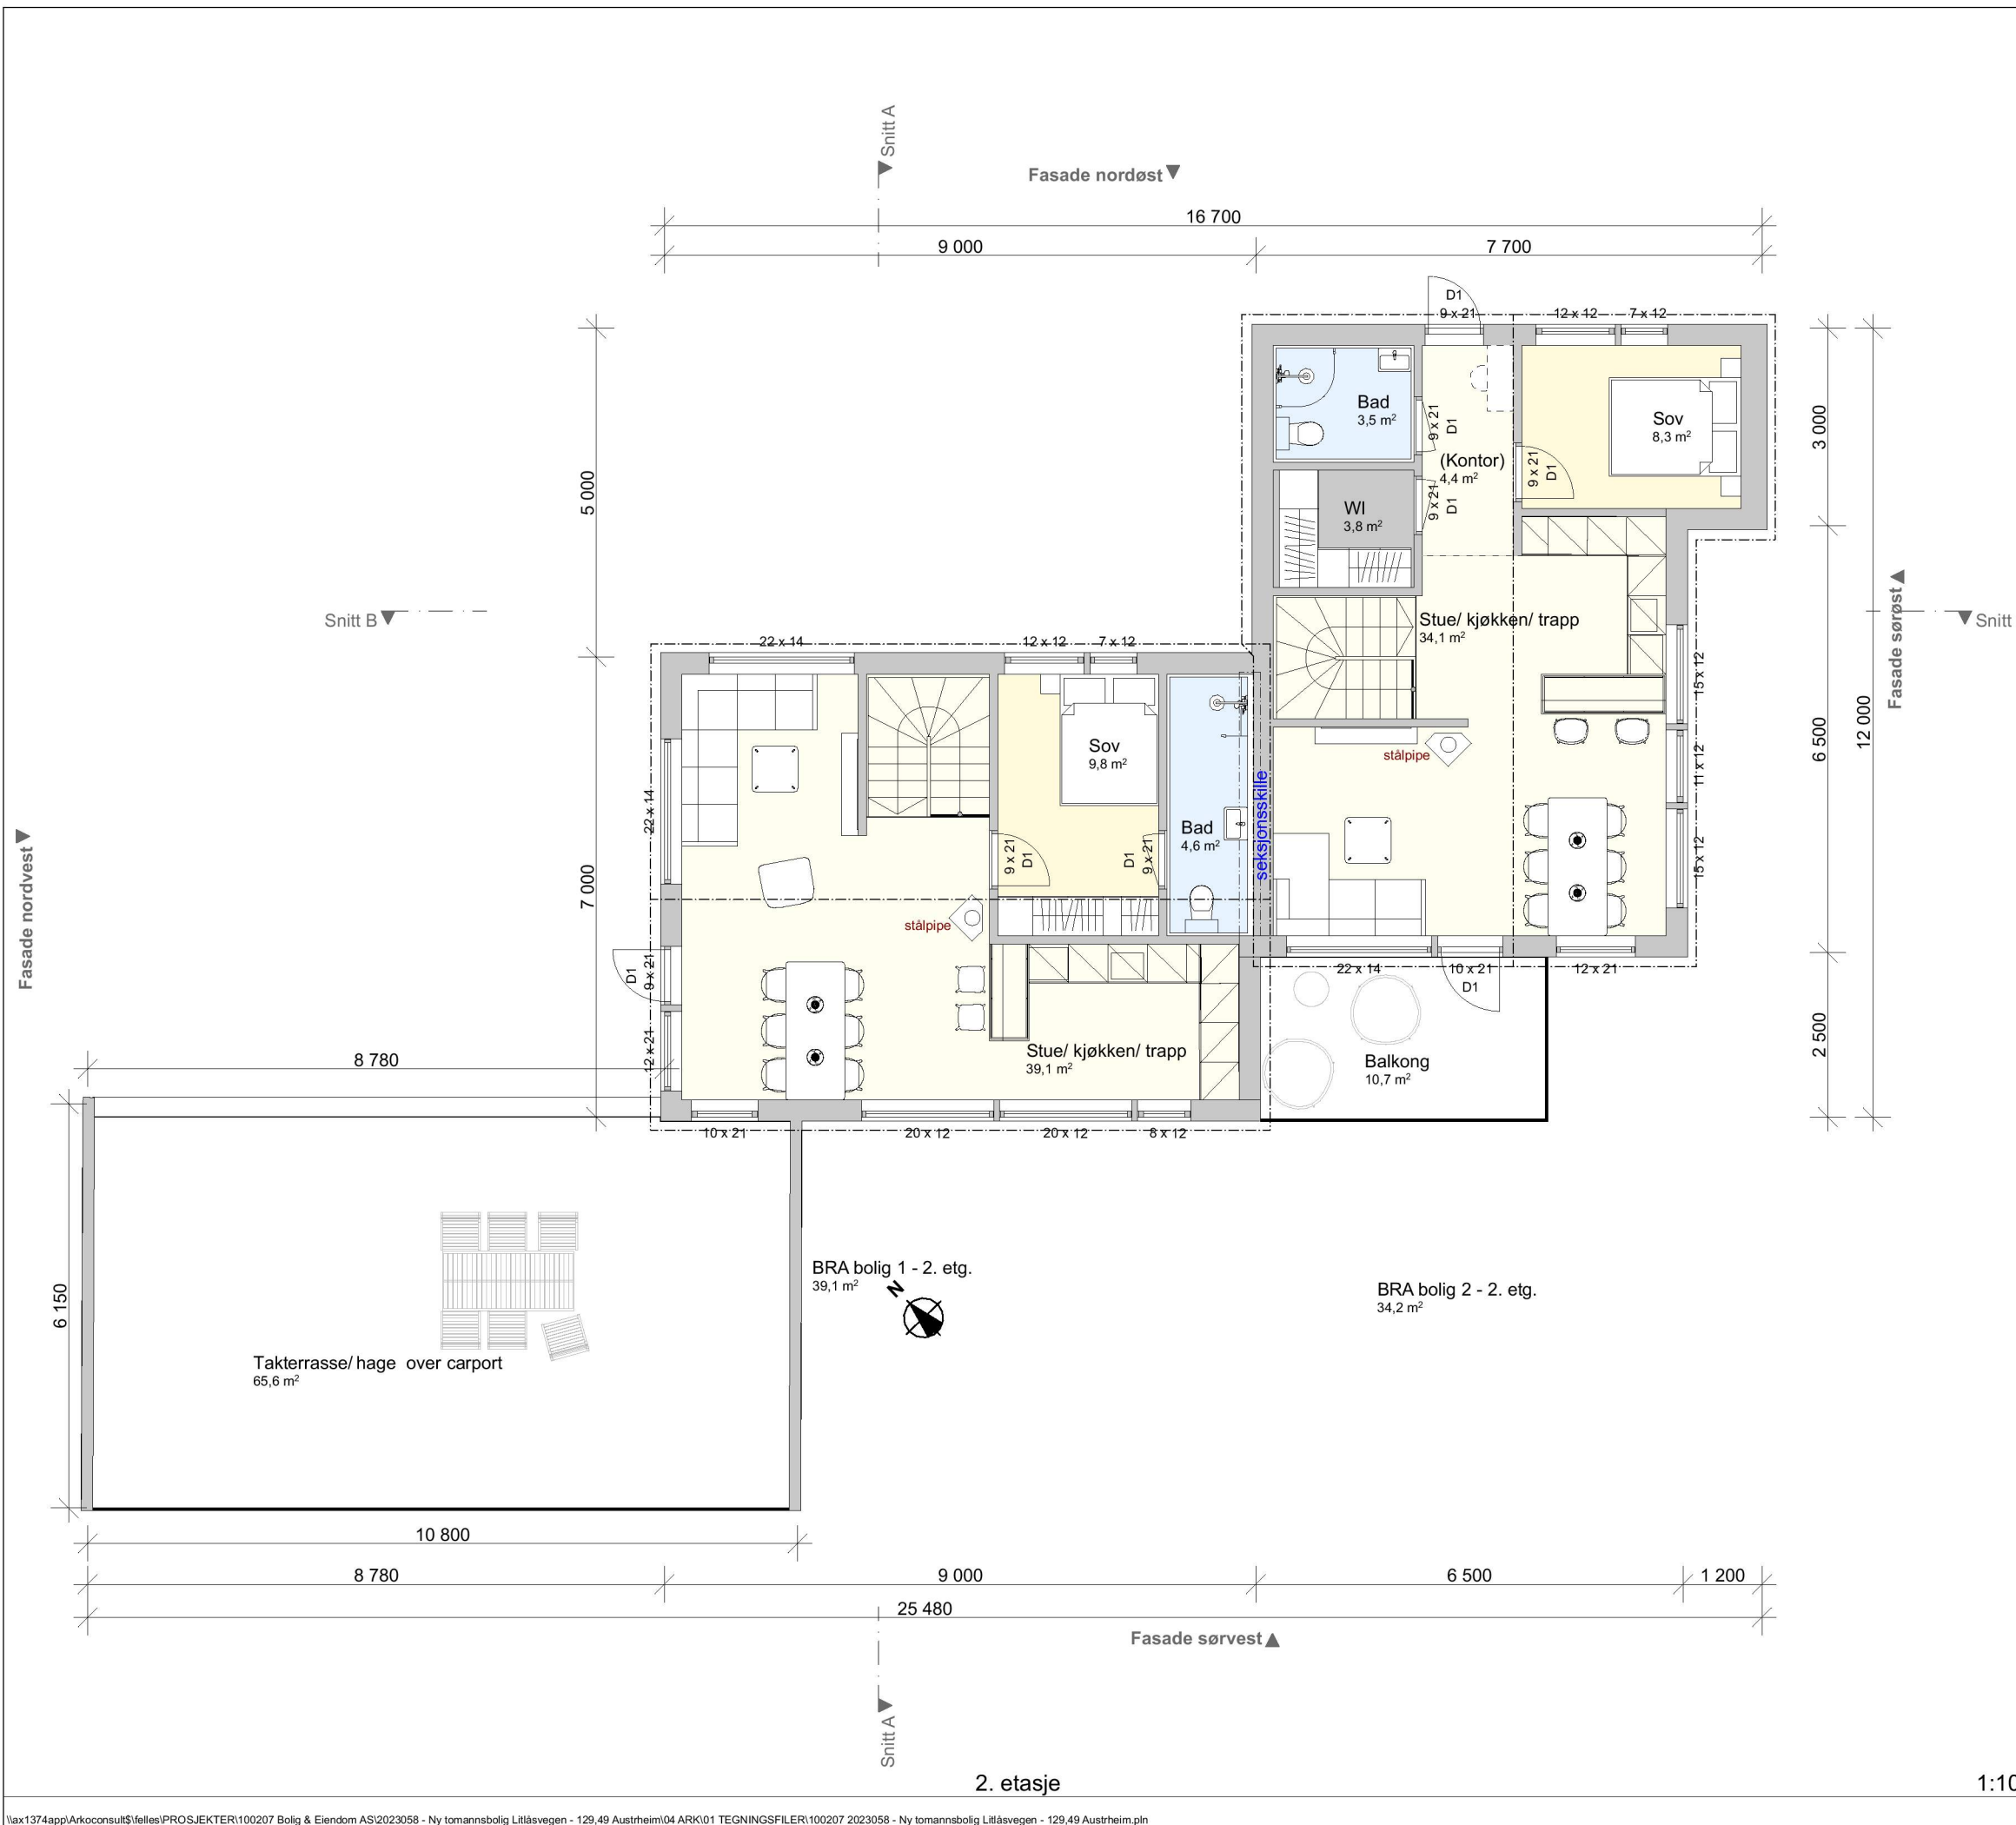 Snitt A
Fasade nordøst
16 700
9 000
7 700
D1
9 x 21
12 x 12
7 x 12
5 000
3 000
Bad
3,5 m²
9 x 21
D1
Sov
8,3 m²
(Kontor)
4,4 m²
9 x 21
D1
WI
3,8 m²
9 x 21
D1
Snitt B
Fasade sørøst
Snitt
Stue/ kjøkken/ trapp
34,1 m²
22 x 14
12 x 12
7 x 12
15 x 12
12 000
6 500
Sov
9,8 m²
stålpipe
11 x 12
seksjonsskille
22 x 14
Bad
4,6 m²
15 x 12
Fasade nordvest
7 000
9 x 21
D1
D1
9 x 21
stålpipe
D1
9 x 21
22 x 14
10 x 21
12 x 21
D1
8 780
12 x 21
Stue/ kjøkken/ trapp
39,1 m²
Balkong
10,7 m²
2 500
10 x 21
20 x 12
20 x 12
8 x 12
6 150
BRA bolig 1 - 2. etg.
39,1 m²
N
BRA bolig 2 - 2. etg.
34,2 m²
Takterrasse/ hage over carport
65,6 m²
10 800
8 780
9 000
6 500
1 200
25 480
Fasade sørvest
Snitt A
2. etasje
1:10
\\ax1374app\Arkoconsult$\felles\PROSJEKTER\100207 Bolig & Eiendom AS\2023058 - Ny tomannsbolig Litlåsvegen - 129,49 Austrheim\04 ARK\01 TEGNINGSFILER\100207 2023058 - Ny tomannsbolig Litlåsvegen - 129,49 Austrheim.pln